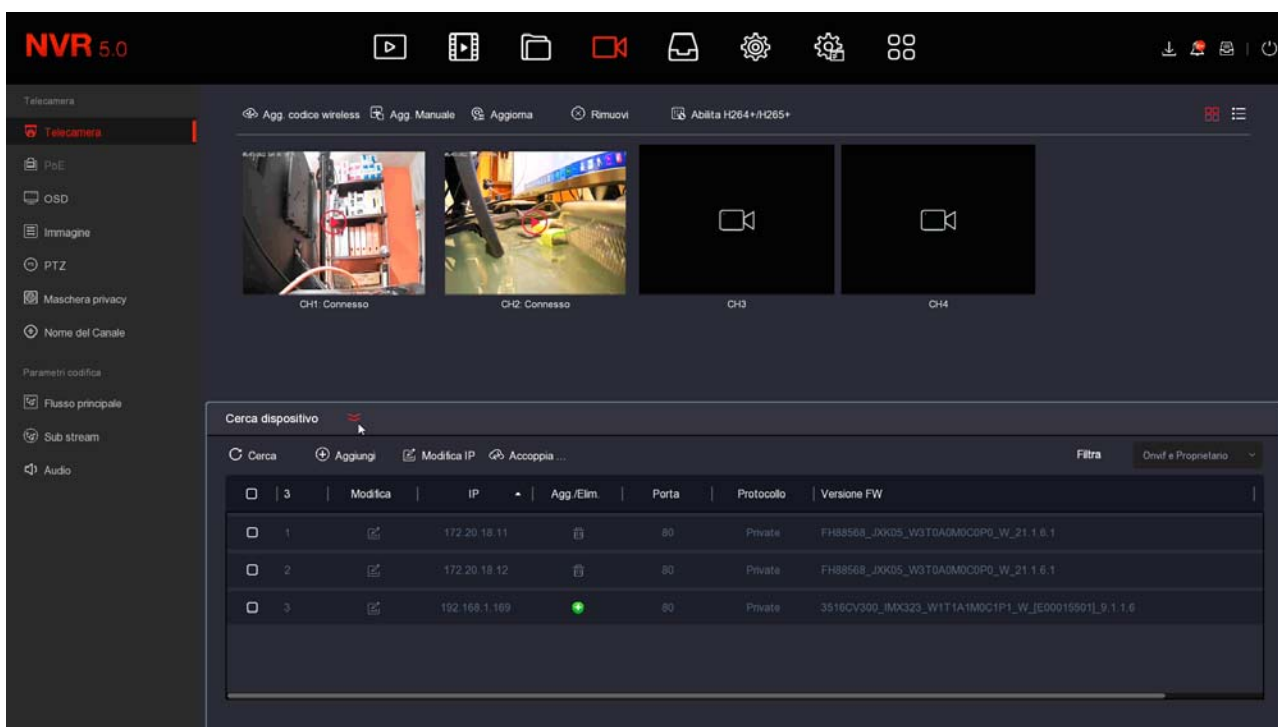 NVR 5.0
Telecamera
Telecamera
PoE
OSD
Immagine
PTZ
Maschera privacy
Nome del Canale
Parametri codifica
Flusso principale
Sub stream
Audio
Agg. codice wireless Agg. Manuale Aggiorna Rimuovi Abilita H264+/H265+
CH1: Connesso CH2: Connesso CH3 CH4
Cerca dispositivo
Cerca Aggiungi Modifica IP Accoppia ... Filtra Onvif e Proprietario
3 Modifica IP Agg./Elim. Porta Protocollo Versione FW
1 172.20.18.11 80 Private FH88568_JXK05_W3T0A0M0C0P0_W_21.1.6.1
2 172.20.18.12 80 Private FH88568_JXK05_W3T0A0M0C0P0_W_21.1.6.1
3 192.168.1.169 80 Private 3516CV300_IMX323_W1T1A1M0C1P1_W_[E00015501]_9.1.1.6